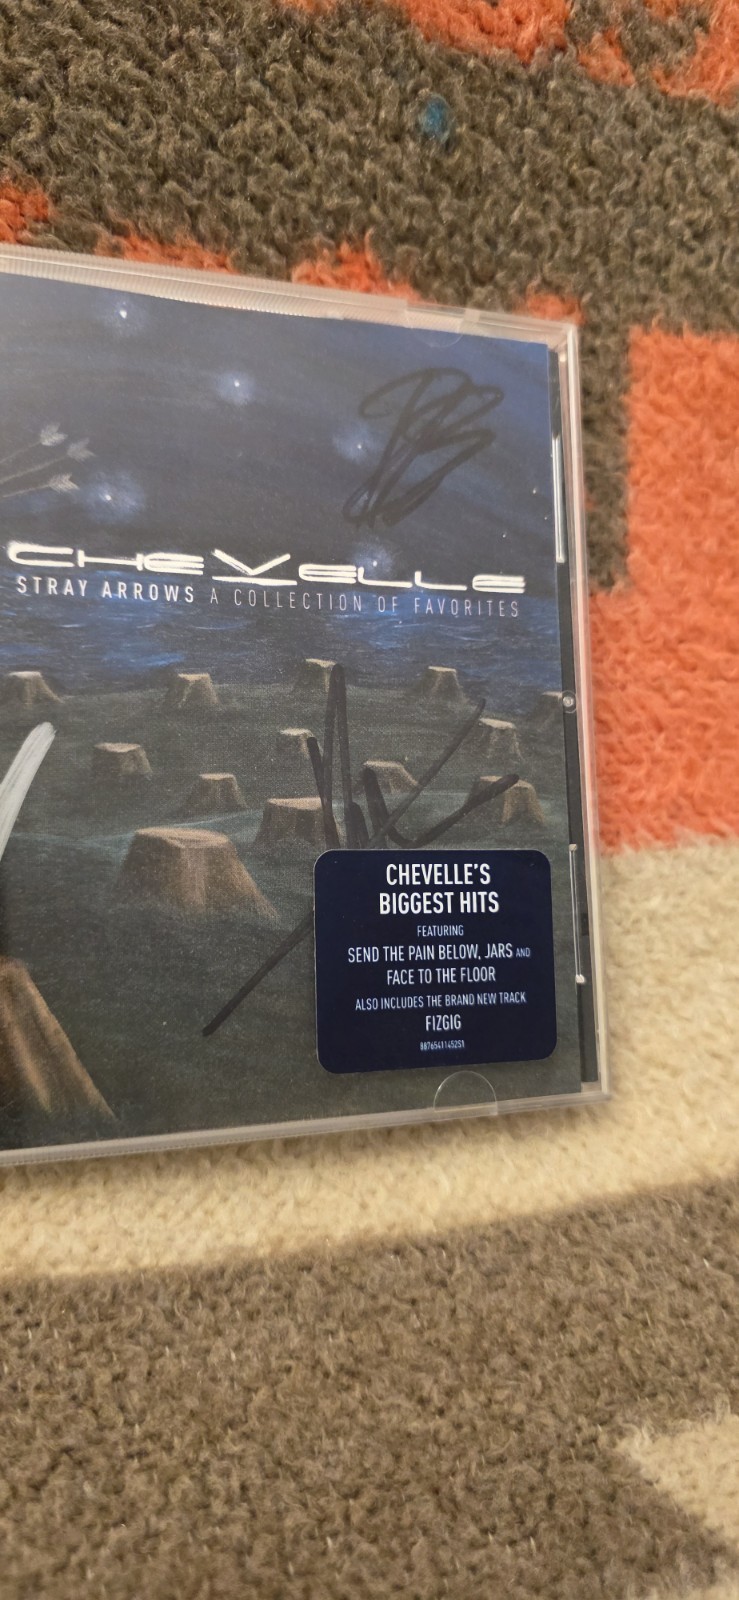 CHEVELLE
STRAY ARROWS A COLLECTION OF FAVORITES
CHEVELLE'S
BIGGEST HITS
FEATURING
SEND THE PAIN BELOW, JARS AND
FACE TO THE FLOOR
ALSO INCLUDES THE BRAND NEW TRACK
FIZGIG
88765411452S1